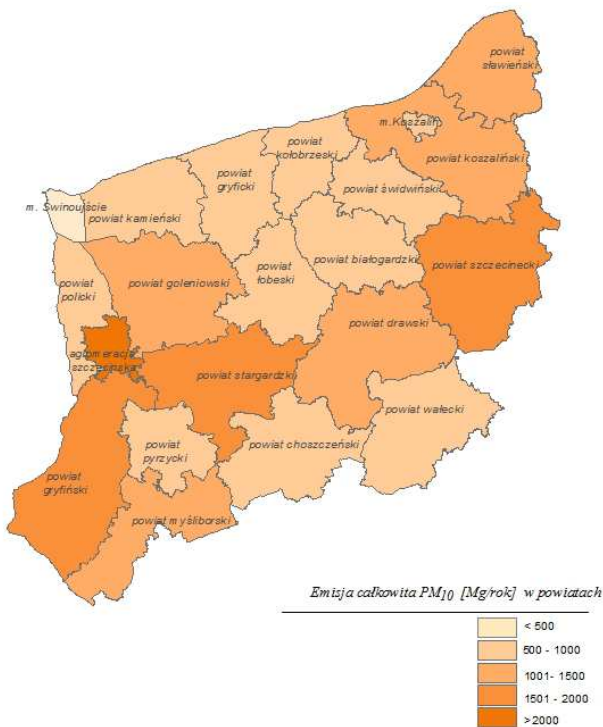 powiat
sławieński
m.Koszalin
powiat
kołobrzeski
powiat koszaliński
powiat
gryficki
powiat świdwiński
m. Swinoujście
powiat kamieński
powiat białogardzki
powiat szczecinecki
powiat
policki
powiat goleniowski
powiat
łobeski
powiat drawski
aglomeracja
szczecińska
powiat stargardzki
powiat wałecki
powiat
pyrzycki
powiat choszczeński
powiat
gryfiński
powiat myśliborski
Emisja całkowita PM10 [Mg/rok] w powiatach
< 500
500 - 1000
1001- 1500
1501 - 2000
>2000